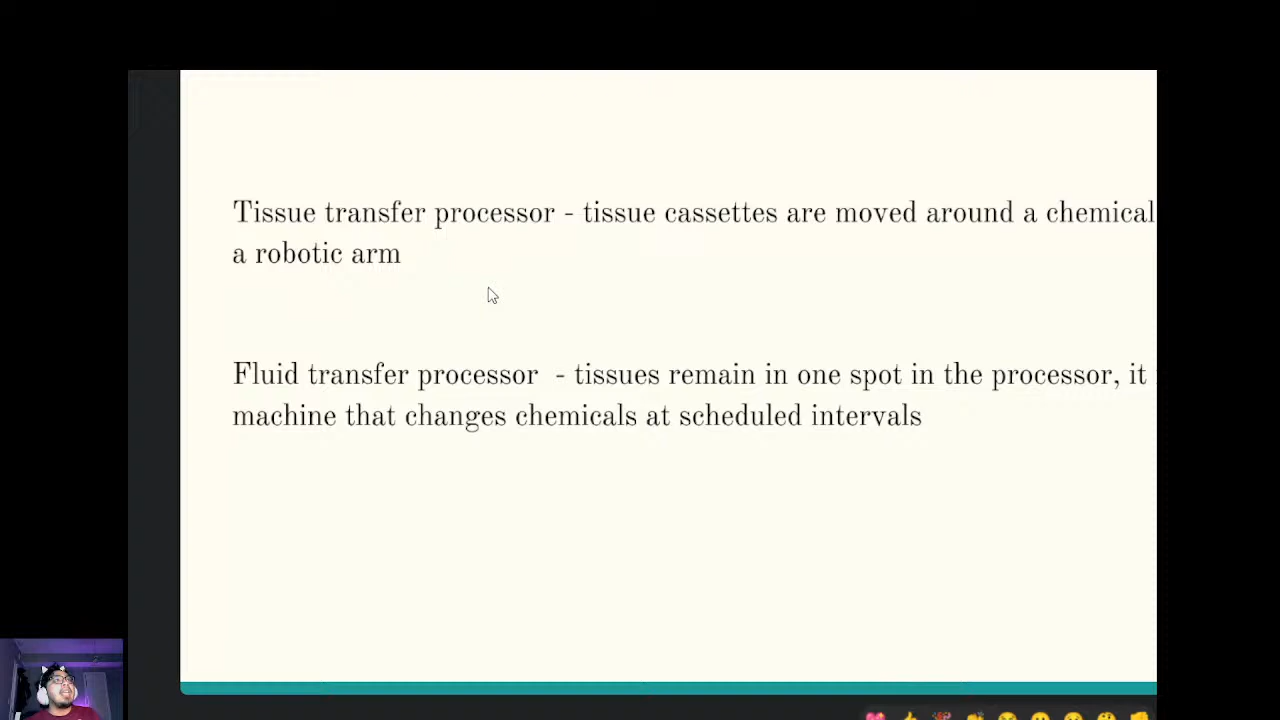 Tissue transfer processor - tissue cassettes are moved around a chemical
a robotic arm
Fluid transfer processor - tissues remain in one spot in the processor, it
machine that changes chemicals at scheduled intervals